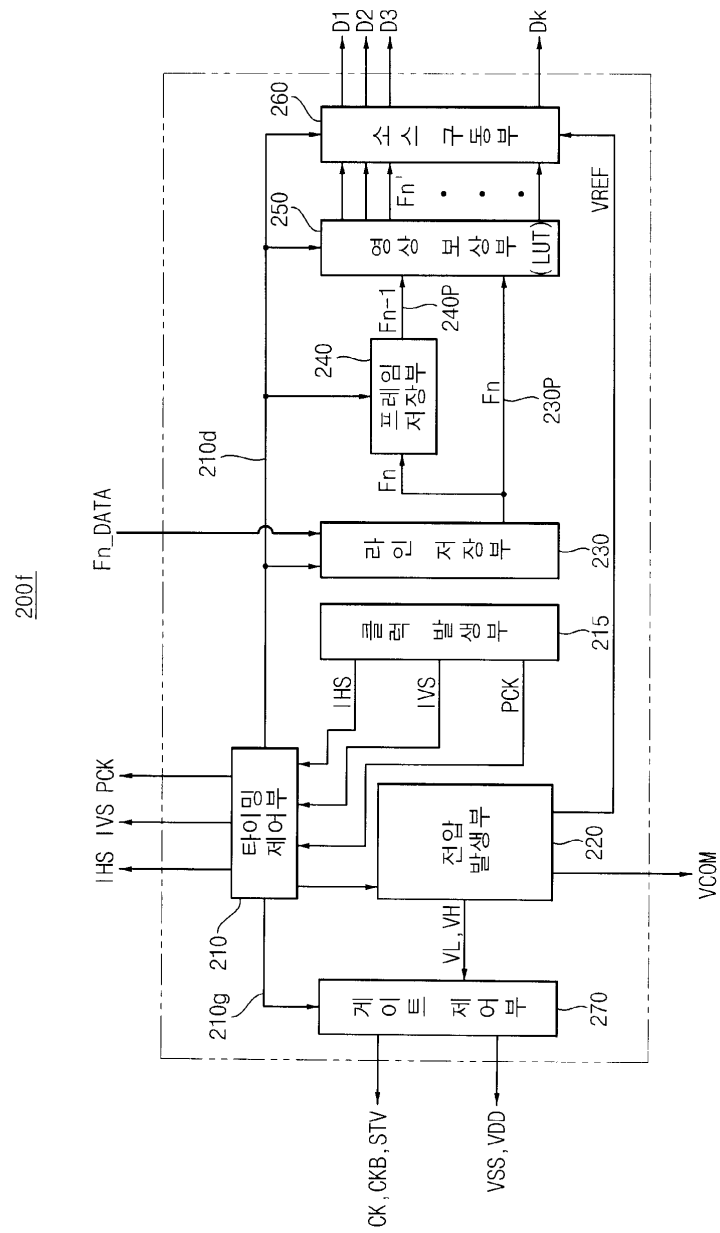 200f
Fn_DATA
IHS
IVS
PCK
210
타이밍
제어부
210g
210d
게이트 제어부
270
CK,CKB,STV
VSS,VDD
VL,VH
전압
발생부
220
VCOM
VREF
IHS
IVS
PCK
클럭 발생부
215
라인 저장부
230
Fn
프레임
저장부
240
Fn-1
240P
Fn
230P
영상 보상부
(LUT)
250
Fn'
소스 구동부
260
D1
D2
D3
Dk